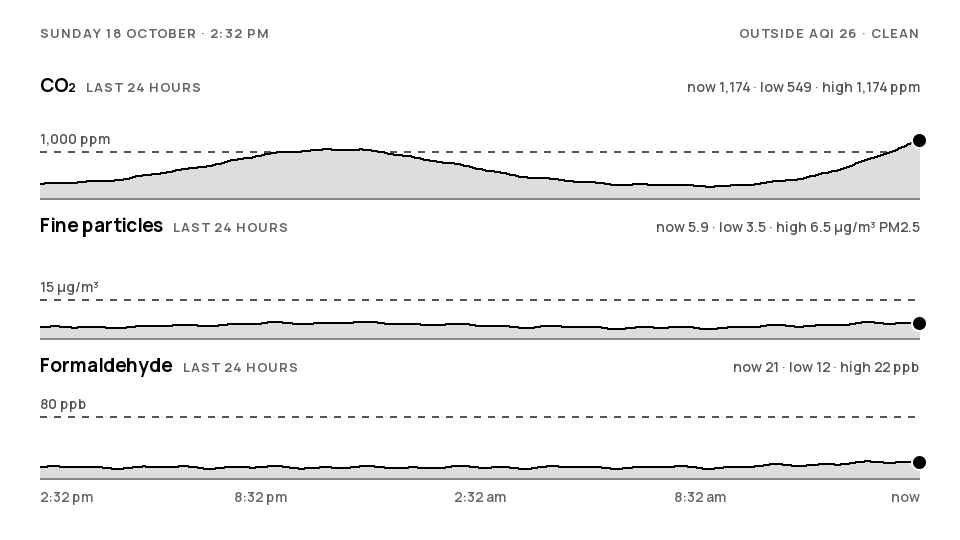 SUNDAY 18 OCTOBER · 2:32 PM
OUTSIDE AQI 26 · CLEAN
CO₂ LAST 24 HOURS
now 1,174 · low 549 · high 1,174 ppm
1,000 ppm
Fine particles LAST 24 HOURS
now 5.9 · low 3.5 · high 6.5 µg/m³ PM2.5
15 µg/m³
Formaldehyde LAST 24 HOURS
now 21 · low 12 · high 22 ppb
80 ppb
2:32 pm 8:32 pm 2:32 am 8:32 am now